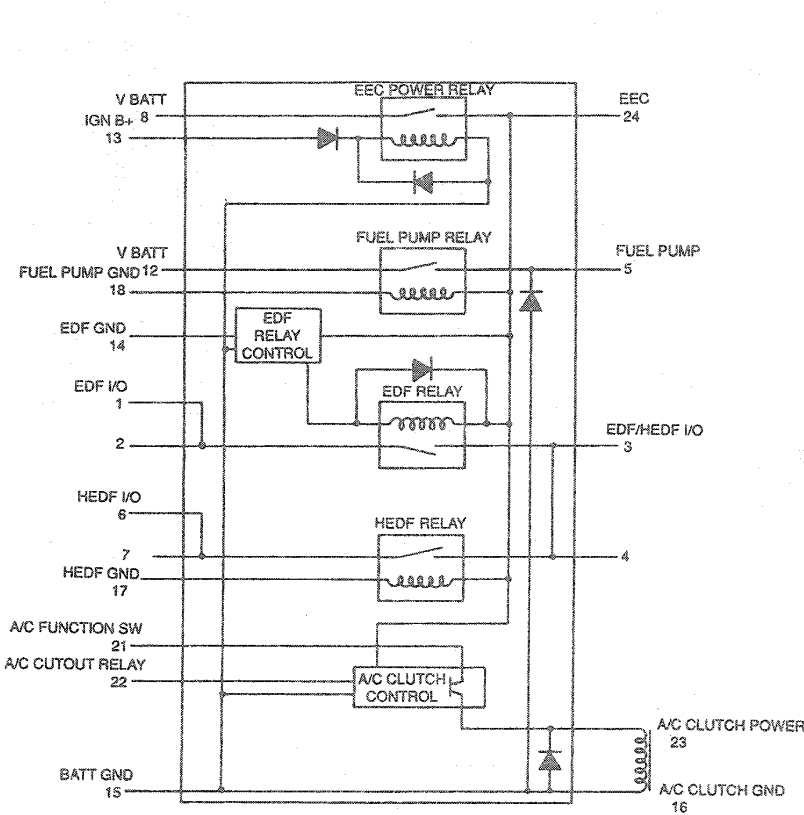 EEC POWER RELAY
V BATT
8
EEC
24
IGN B+
13
FUEL PUMP RELAY
V BATT
12
FUEL PUMP
5
FUEL PUMP GND
18
EDF
RELAY
CONTROL
EDF GND
14
EDF I/O
1
2
EDF RELAY
EDF/HEDF I/O
3
HEDF I/O
6
HEDF RELAY
7
4
HEDF GND
17
A/C FUNCTION SW
21
A/C CUTOUT RELAY
22
A/C CLUTCH
CONTROL
A/C CLUTCH POWER
23
BATT GND
15
A/C CLUTCH GND
16